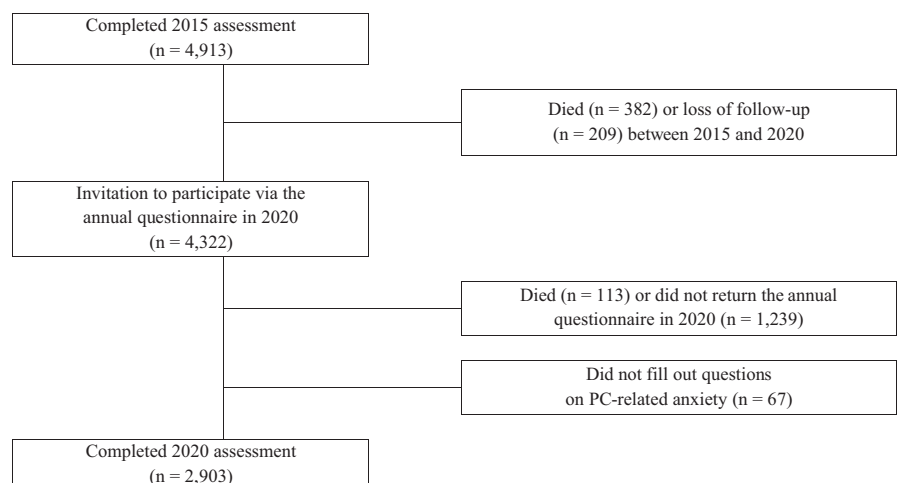 Completed 2015 assessment
(n = 4,913)
Died (n = 382) or loss of follow-up
(n = 209) between 2015 and 2020
Invitation to participate via the
annual questionnaire in 2020
(n = 4,322)
Died (n = 113) or did not return the annual
questionnaire in 2020 (n = 1,239)
Did not fill out questions
on PC-related anxiety (n = 67)
Completed 2020 assessment
(n = 2,903)